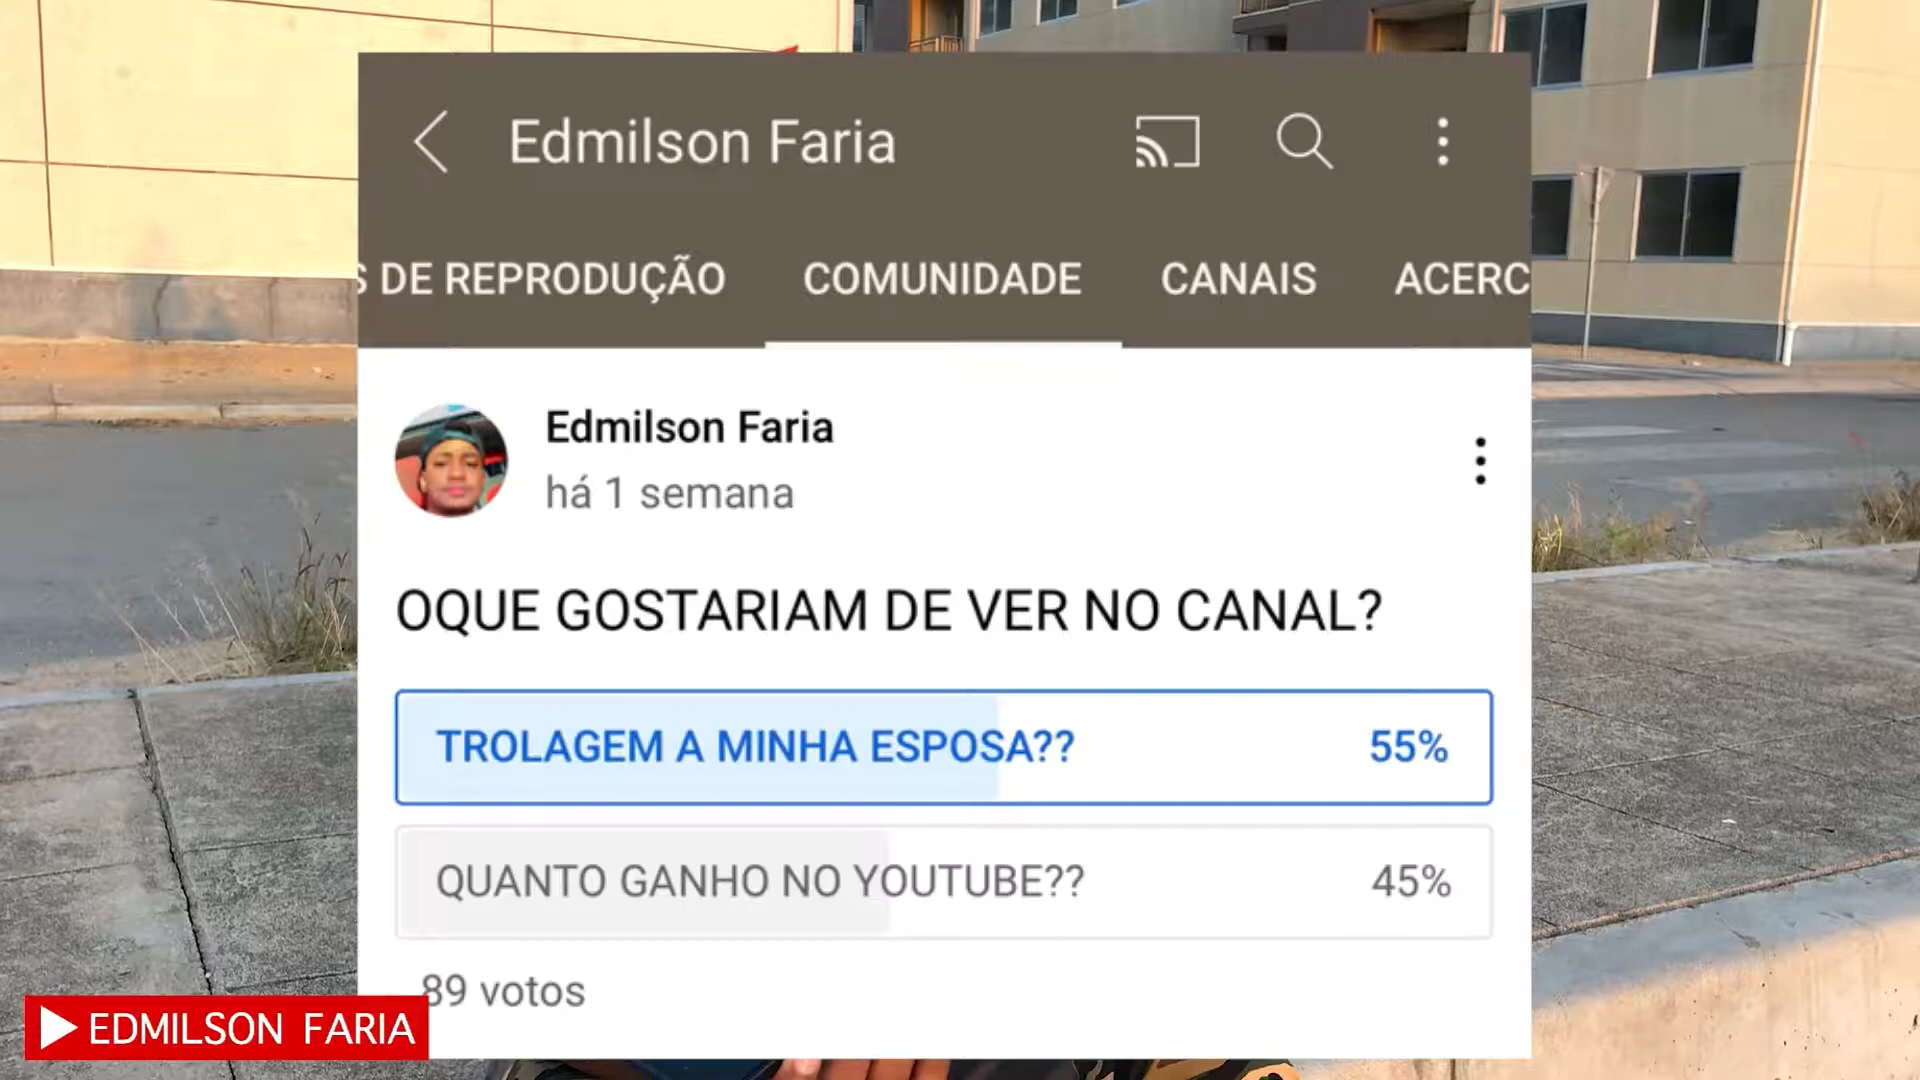 Edmilson Faria
S DE REPRODUÇÃO COMUNIDADE CANAIS ACERC
Edmilson Faria
há 1 semana
OQUE GOSTARIAM DE VER NO CANAL?
TROLAGEM A MINHA ESPOSA?? 55%
QUANTO GANHO NO YOUTUBE?? 45%
89 votos
EDMILSON FARIA